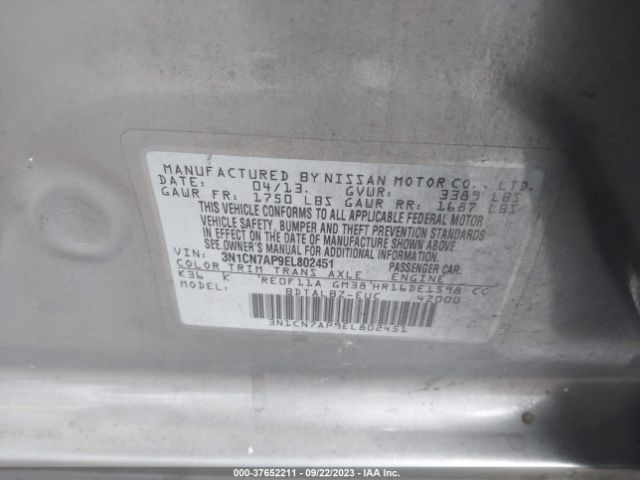 MANUFACTURED BY NISSAN MOTOR CO., LTD.
DATE: 04/13. GVWR: 3389 LBS
GAWR FR: 1750 LBS GAWR RR: 1687 LBS
THIS VEHICLE CONFORMS TO ALL APPLICABLE FEDERAL MOTOR
VEHICLE SAFETY, BUMPER AND THEFT PREVENTION STANDARDS
IN EFFECT ON THE DATE OF MANUFACTURE SHOWN ABOVE.
SEE OWNER'S MANUAL FOR ADDITIONAL INFORMATION.
VIN: 3N1CN7AP9EL802451 PASSENGER CAR.
COLOR TRIM TRANS AXLE ENGINE
K36 K RE0F11A GM38 HR16DE1598 CC
MODEL: BDTALBZ-EUC 4Z000
3N1CN7AP9EL802451
000-37652211 - 09/22/2023 - IAA Inc.